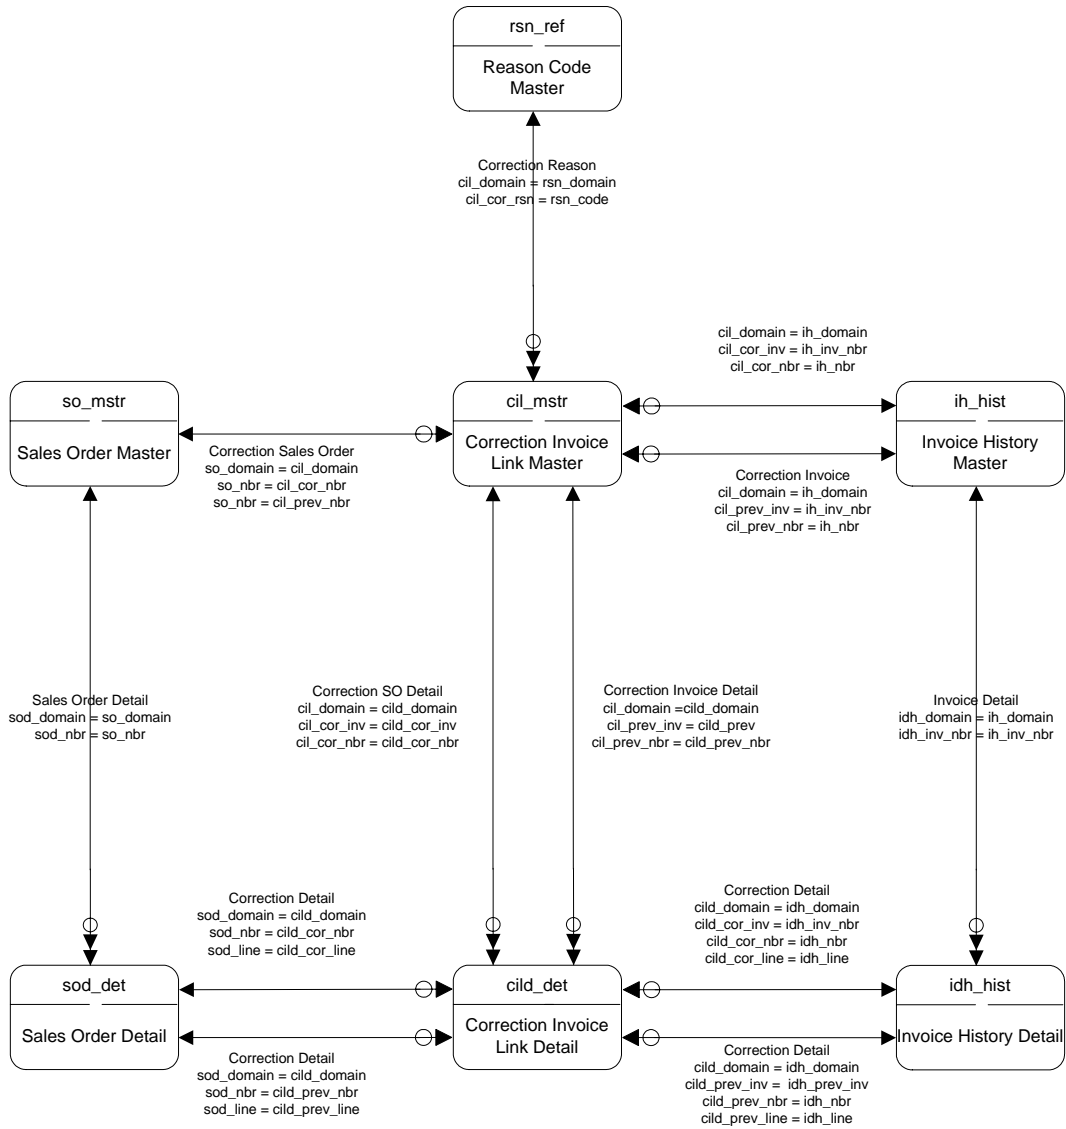 rsn_ref
Reason Code
Master
Correction Reason
cil_domain = rsn_domain
cil_cor_rsn = rsn_code
cil_domain = ih_domain
cil_cor_inv = ih_inv_nbr
cil_cor_nbr = ih_nbr
so_mstr
Sales Order Master
cil_mstr
Correction Invoice
Link Master
ih_hist
Invoice History
Master
Correction Sales Order
so_domain = cil_domain
so_nbr = cil_cor_nbr
so_nbr = cil_prev_nbr
Correction Invoice
cil_domain = ih_domain
cil_prev_inv = ih_inv_nbr
cil_prev_nbr = ih_nbr
Sales Order Detail
sod_domain = so_domain
sod_nbr = so_nbr
Correction SO Detail
cil_domain = cild_domain
cil_cor_inv = cild_cor_inv
cil_cor_nbr = cild_cor_nbr
Correction Invoice Detail
cil_domain =cild_domain
cil_prev_inv = cild_prev
cil_prev_nbr = cild_prev_nbr
Invoice Detail
idh_domain = ih_domain
idh_inv_nbr = ih_inv_nbr
Correction Detail
sod_domain = cild_domain
sod_nbr = cild_cor_nbr
sod_line = cild_cor_line
Correction Detail
cild_domain = idh_domain
cild_cor_inv = idh_inv_nbr
cild_cor_nbr = idh_nbr
cild_cor_line = idh_line
sod_det
Sales Order Detail
cild_det
Correction Invoice
Link Detail
idh_hist
Invoice History Detail
Correction Detail
sod_domain = cild_domain
sod_nbr = cild_prev_nbr
sod_line = cild_prev_line
Correction Detail
cild_domain = idh_domain
cild_prev_inv =  idh_prev_inv
cild_prev_nbr = idh_nbr
cild_prev_line = idh_line